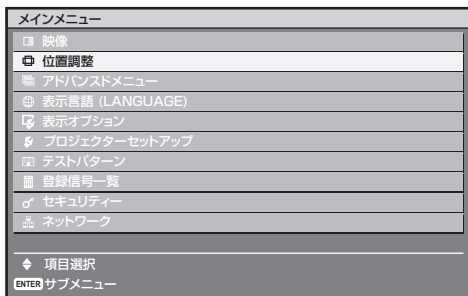 メインメニュー
映像
位置調整
アドバンスドメニュー
表示言語 (LANGUAGE)
表示オプション
プロジェクターセットアップ
テストパターン
登録信号一覧
セキュリティー
ネットワーク
項目選択
ENTER サブメニュー